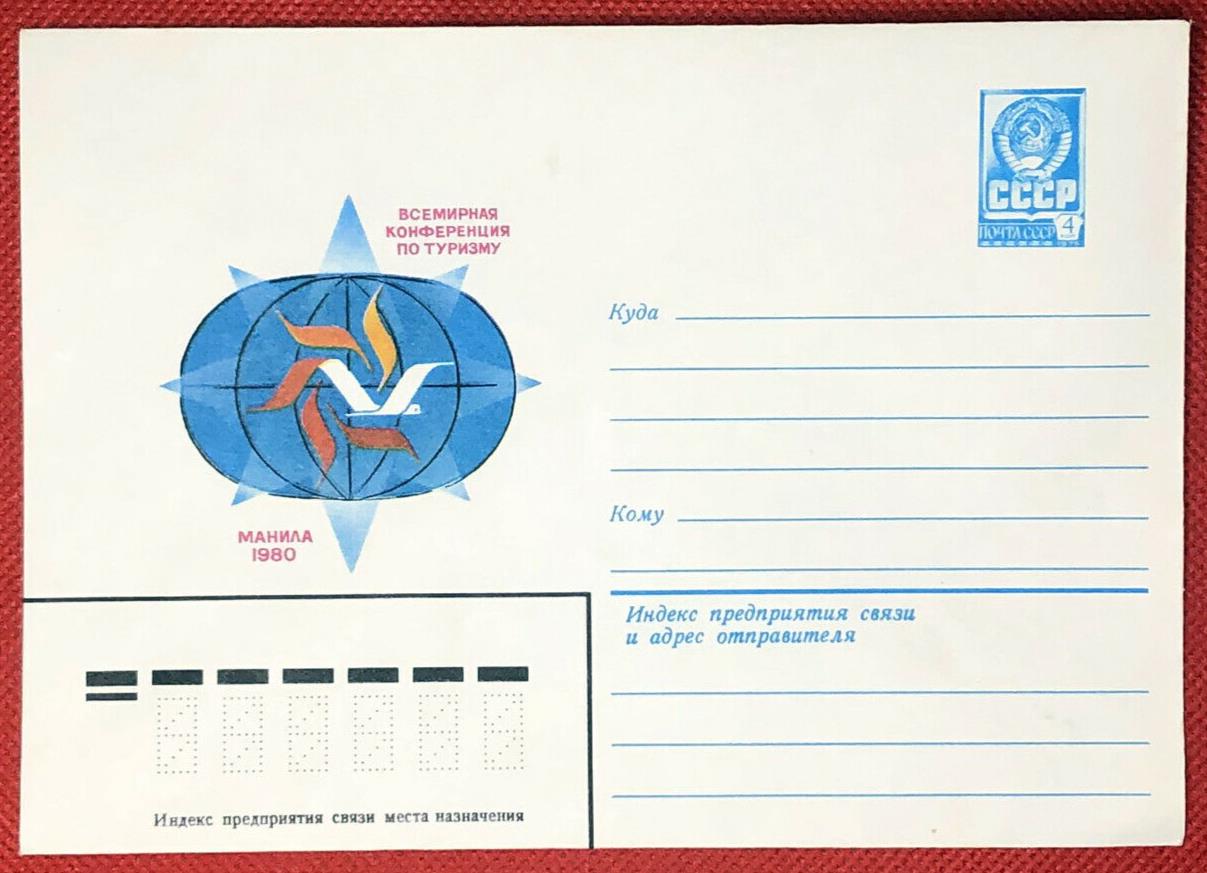 ВСЕМИРНАЯ
КОНФЕРЕНЦИЯ
ПО ТУРИЗМУ
МАНИЛА
1980
СССР
ПОЧТА СССР 4
Куда
Кому
Индекс предприятия связи
и адрес отправителя
Индекс предприятия связи места назначения